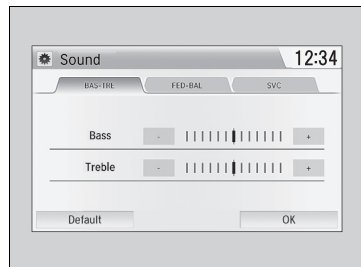 Sound 12:34
BAS-TRE FED-BAL SVC
Bass - +
Treble - +
Default OK